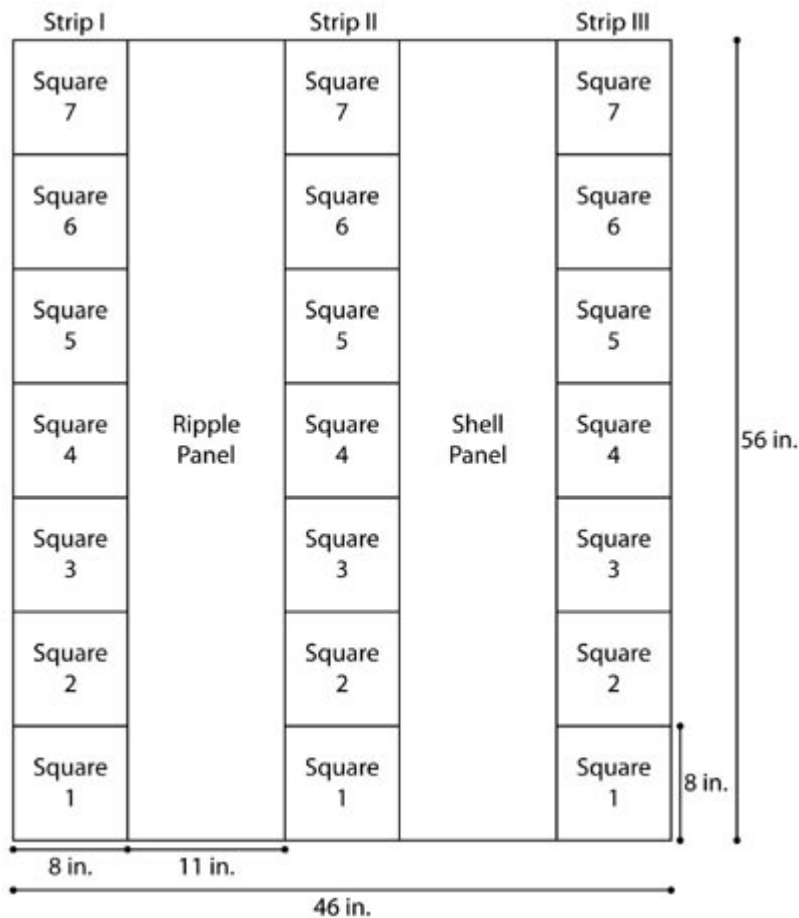 Strip I
Strip II
Strip III
Square
7
Square
7
Square
7
Square
6
Square
6
Square
6
Square
5
Square
5
Square
5
Square
4
Ripple
Panel
Square
4
Shell
Panel
Square
4
56 in.
Square
3
Square
3
Square
3
Square
2
Square
2
Square
2
Square
1
Square
1
Square
1
8 in.
8 in.
11 in.
46 in.